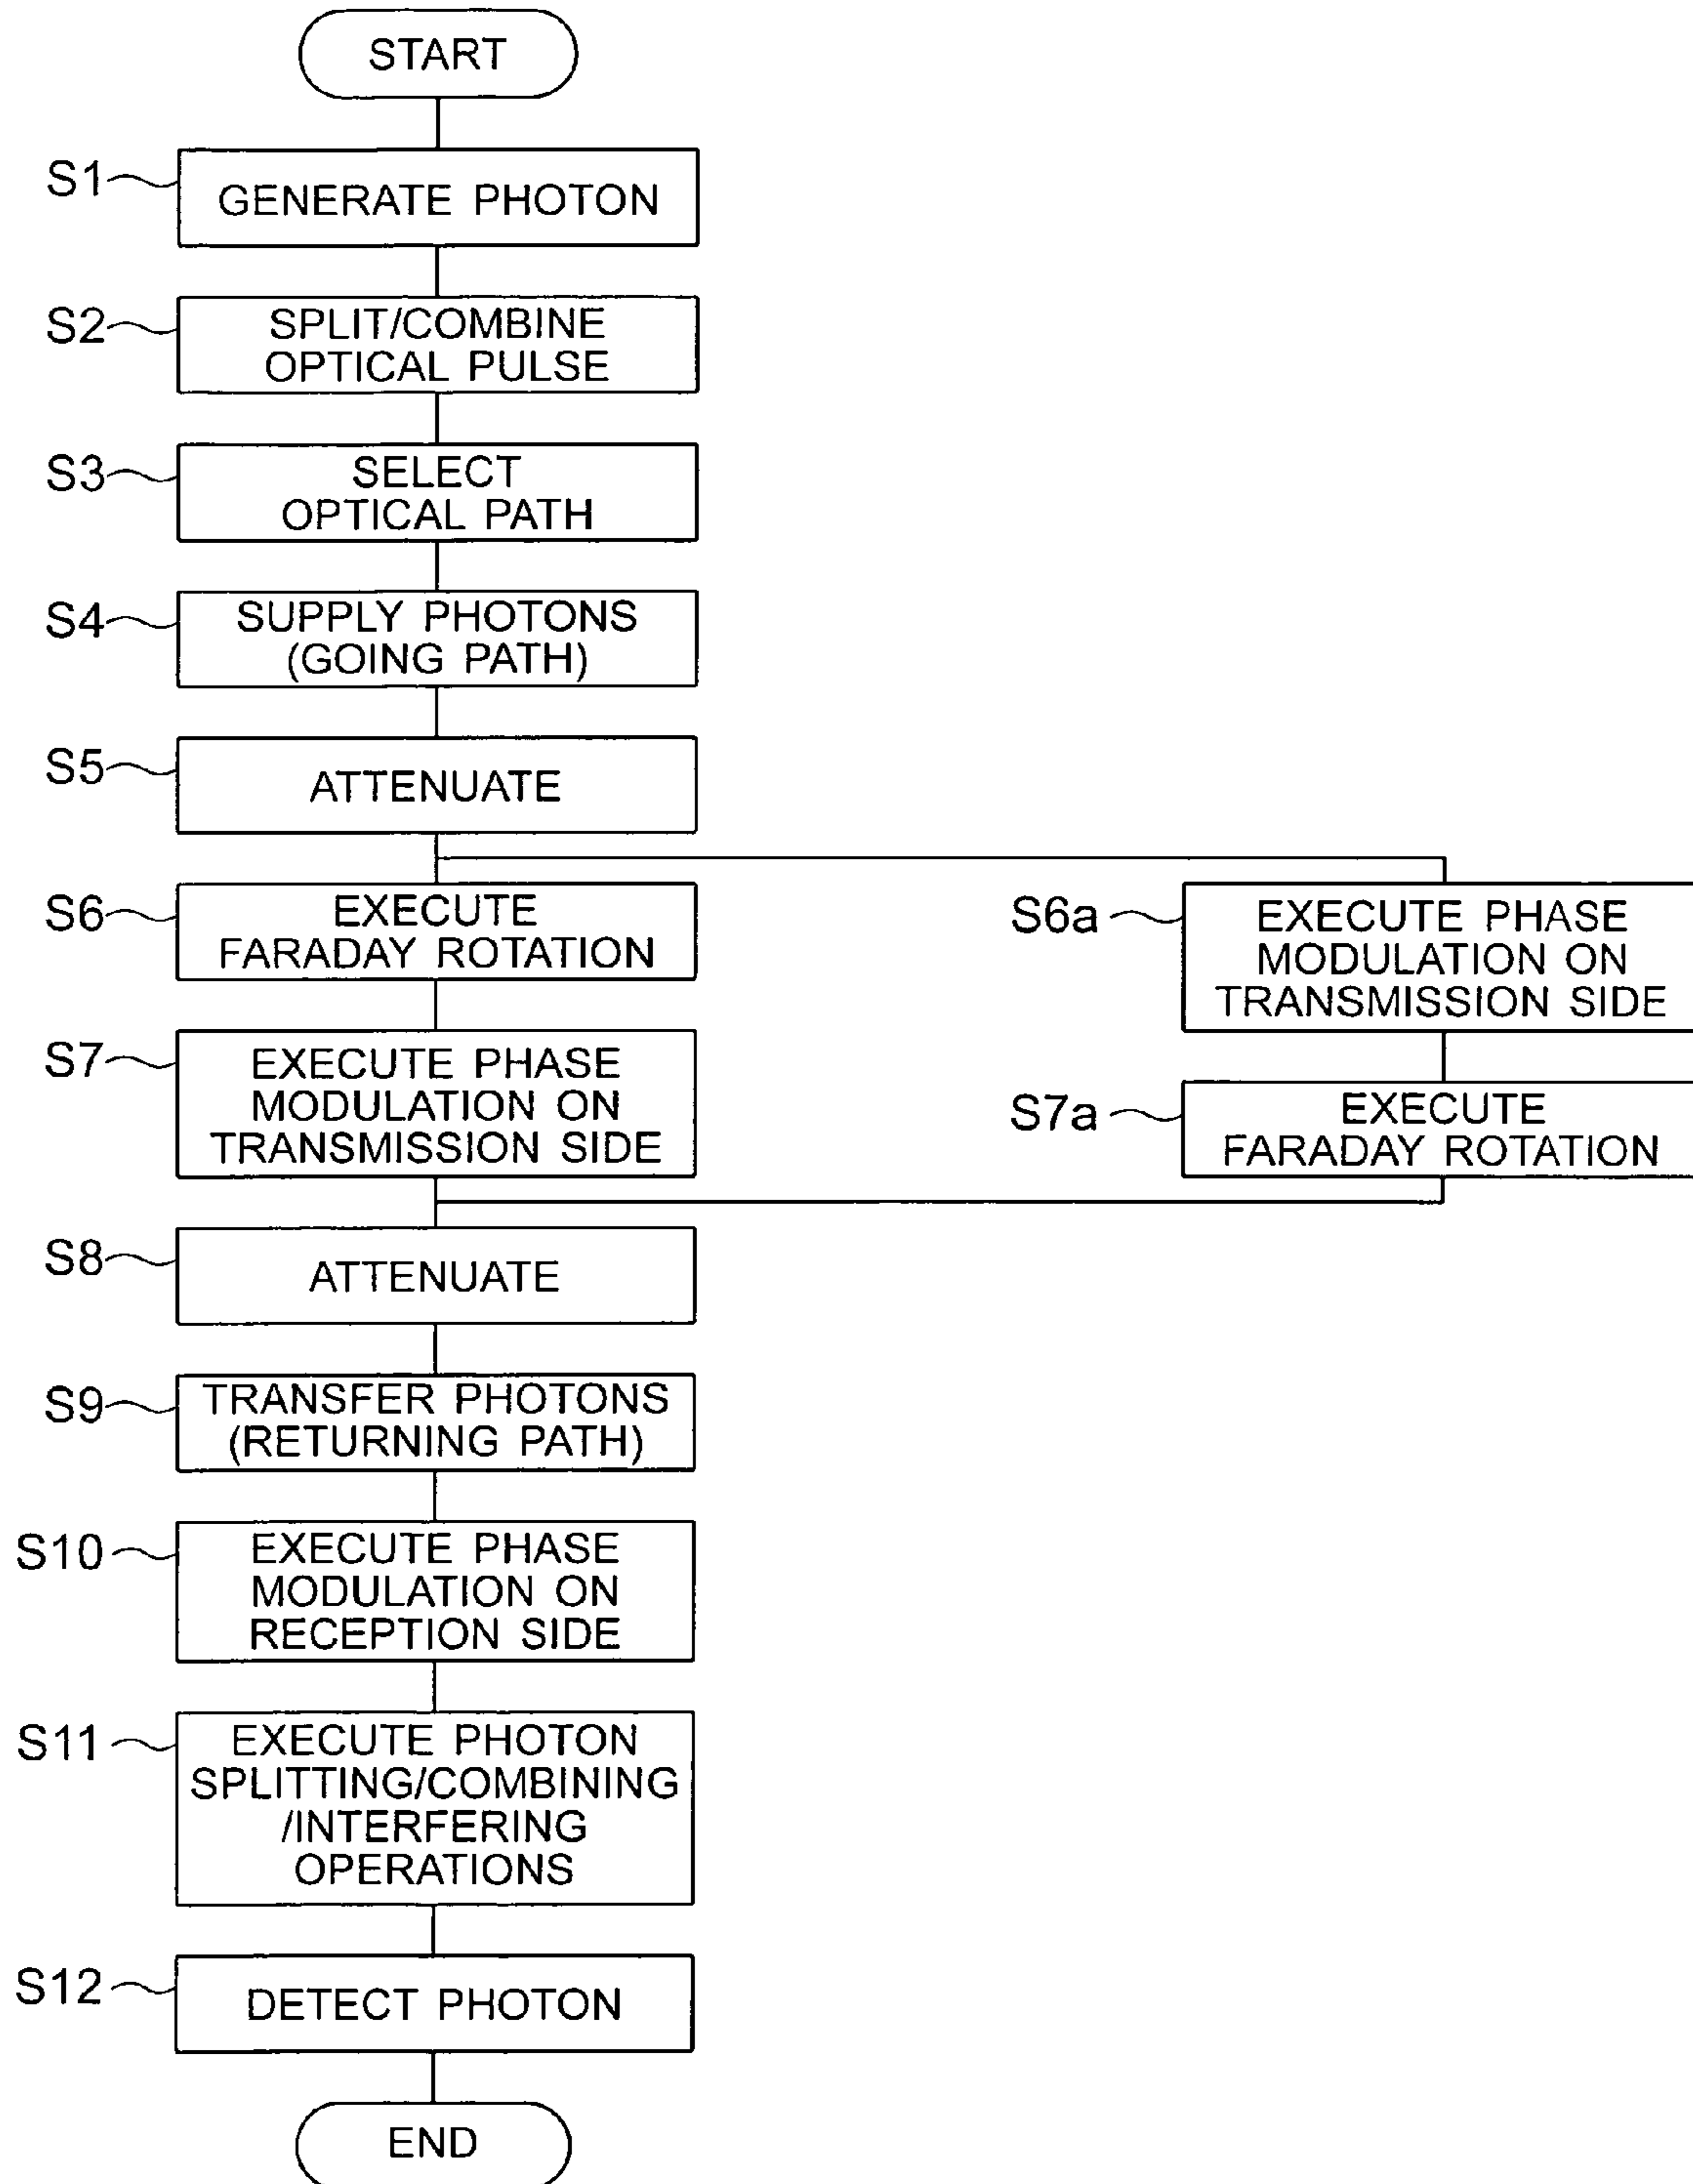 START
S1
GENERATE PHOTON
S2
SPLIT/COMBINE
OPTICAL PULSE
S3
SELECT
OPTICAL PATH
S4
SUPPLY PHOTONS
(GOING PATH)
S5
ATTENUATE
S6
EXECUTE
FARADAY ROTATION
S6a
EXECUTE PHASE
MODULATION ON
TRANSMISSION SIDE
S7
EXECUTE PHASE
MODULATION ON
TRANSMISSION SIDE
S7a
EXECUTE
FARADAY ROTATION
S8
ATTENUATE
S9
TRANSFER PHOTONS
(RETURNING PATH)
S10
EXECUTE PHASE
MODULATION ON
RECEPTION SIDE
S11
EXECUTE PHOTON
SPLITTING/COMBINING
/INTERFERING
OPERATIONS
S12
DETECT PHOTON
END